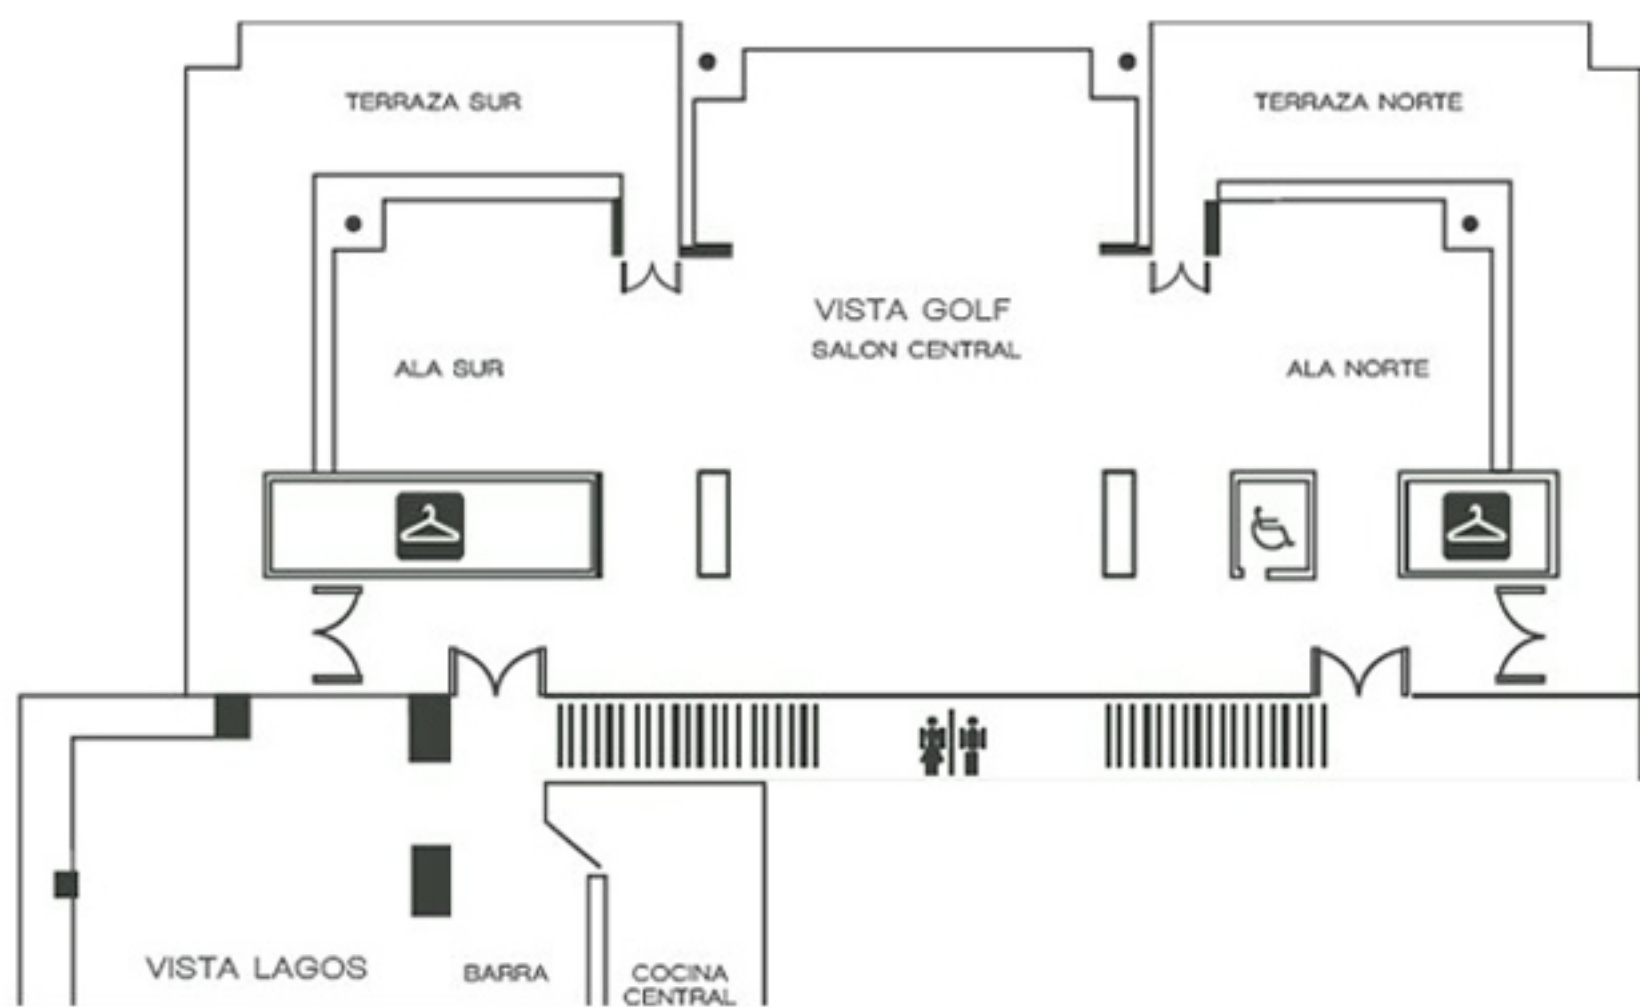 TERRAZA SUR
TERRAZA NORTE
VISTA GOLF
SALON CENTRAL
ALA SUR
ALA NORTE
VISTA LAGOS
BARRA
COCINA
CENTRAL